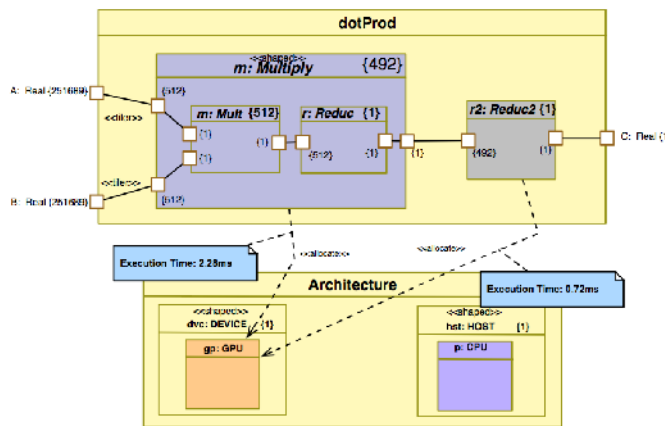 dotProd
<<shaped>>
m: Multiply {492}
A: Real {251689}
{512}
<<tiler>>
m: Mult {512}
r: Reduc {1}
r2: Reduc2 {1}
{1}
{1}
{1}
{512}
{1}
{1}
{492}
{1}
C: Real {1
<<tiler>>
B: Real {251689}
{512}
<<allocate>>
<<allocate>>
Execution Time: 2.28ms
Architecture
Execution Time: 0.72ms
<<shaped>>
dvc: DEVICE {1}
<<shaped>>
hst: HOST {1}
gp: GPU
p: CPU